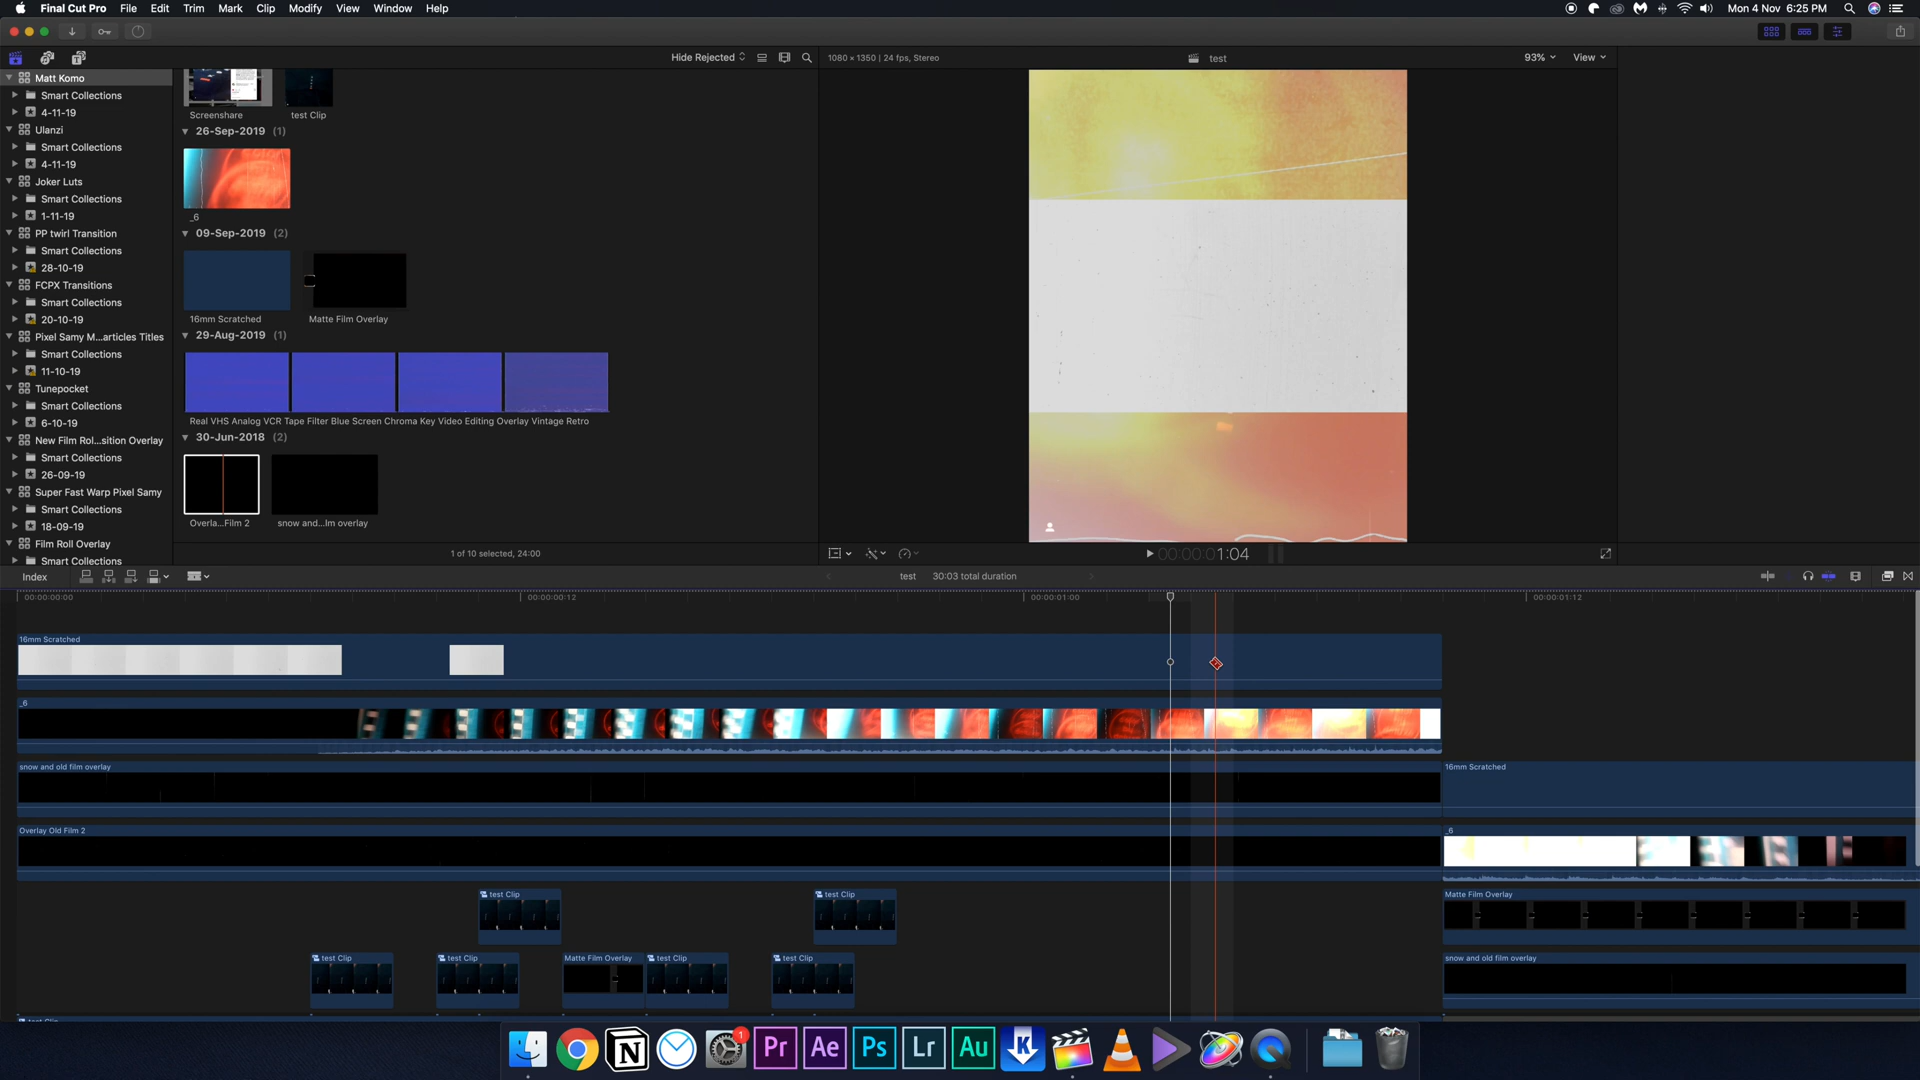 Final Cut Pro File Edit Trim Mark Clip Modify View Window Help Mon 4 Nov 6:25 PM
Hide Rejected 1080 × 1350 | 24 fps, Stereo test 93% View
Matt Komo
Smart Collections
4-11-19
Ulanzi
Smart Collections
4-11-19
Joker Luts
Smart Collections
1-11-19
PP twirl Transition
Smart Collections
28-10-19
FCPX Transitions
Smart Collections
20-10-19
Pixel Samy M...articles Titles
Smart Collections
11-10-19
Tunepocket
Smart Collections
6-10-19
New Film Rol...sition Overlay
Smart Collections
26-09-19
Super Fast Warp Pixel Samy
Smart Collections
18-09-19
Film Roll Overlay
Smart Collections
Screenshare test Clip
26-Sep-2019 (1)
_6
09-Sep-2019 (2)
16mm Scratched Matte Film Overlay
29-Aug-2019 (1)
Real VHS Analog VCR Tape Filter Blue Screen Chroma Key Video Editing Overlay Vintage Retro
30-Jun-2018 (2)
Overla...Film 2 snow and...lm overlay
1 of 10 selected, 24:00
00:00:01:04
Index test 30:03 total duration
00:00:00:00 00:00:00:12 00:00:01:00 00:00:01:12
16mm Scratched
_6
snow and old film overlay 16mm Scratched
Overlay Old Film 2 _6
test Clip test Clip Matte Film Overlay
test Clip test Clip Matte Film Overlay test Clip test Clip snow and old film overlay
test Clip
N 1 Pr Ae Ps Lr Au K